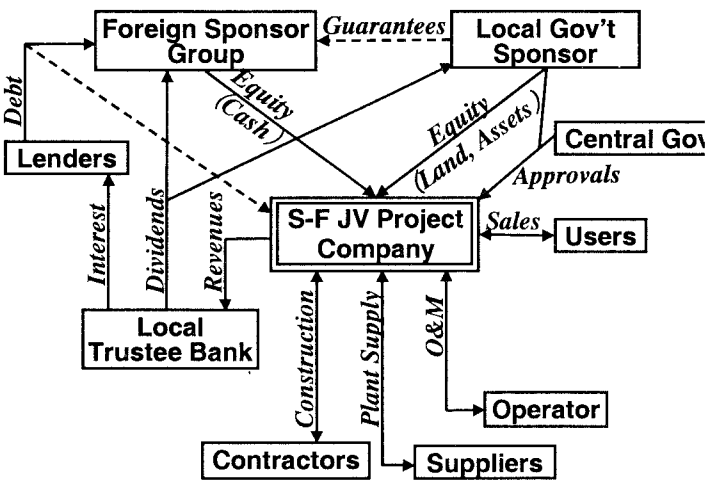 Foreign Sponsor
Group
Guarantees
Local Gov't
Sponsor
Debt
Equity
(Cash)
Equity
(Land, Assets)
Lenders
Central Gov
Approvals
Interest
Dividends
Revenues
S-F JV Project
Company
Sales
Users
Local
Trustee Bank
Construction
Plant Supply
O&M
Operator
Contractors
Suppliers